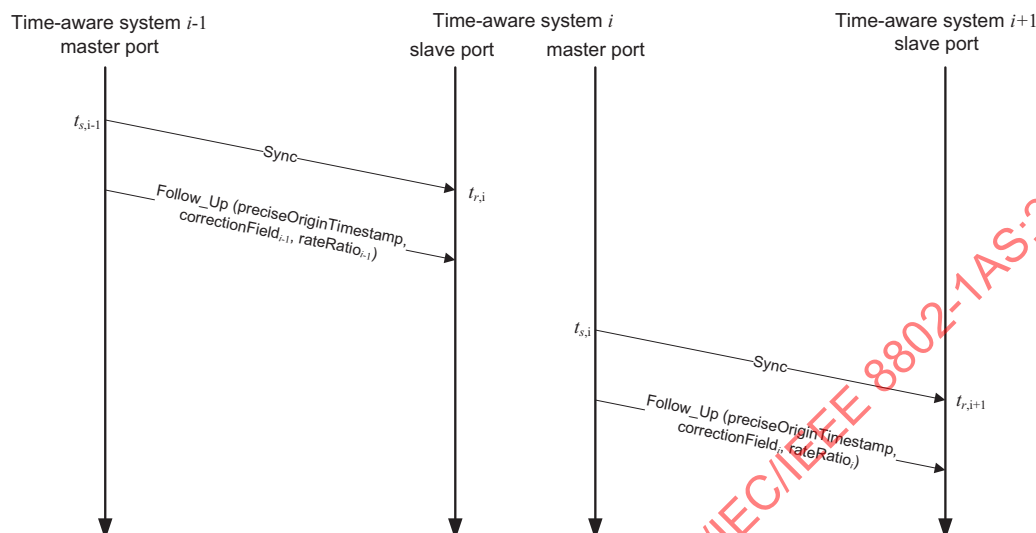 Time-aware system i-1
master port
Time-aware system i
slave port
master port
Time-aware system i+1
slave port
ts,i-1
Sync
tr,i
Follow_Up (preciseOriginTimestamp,
correctionFieldi-1, rateRatioi-1)
ts,i
Sync
tr,i+1
Follow_Up (preciseOriginTimestamp,
correctionFieldi, rateRatioi)
/IEC/IEEE 8802-1AS: